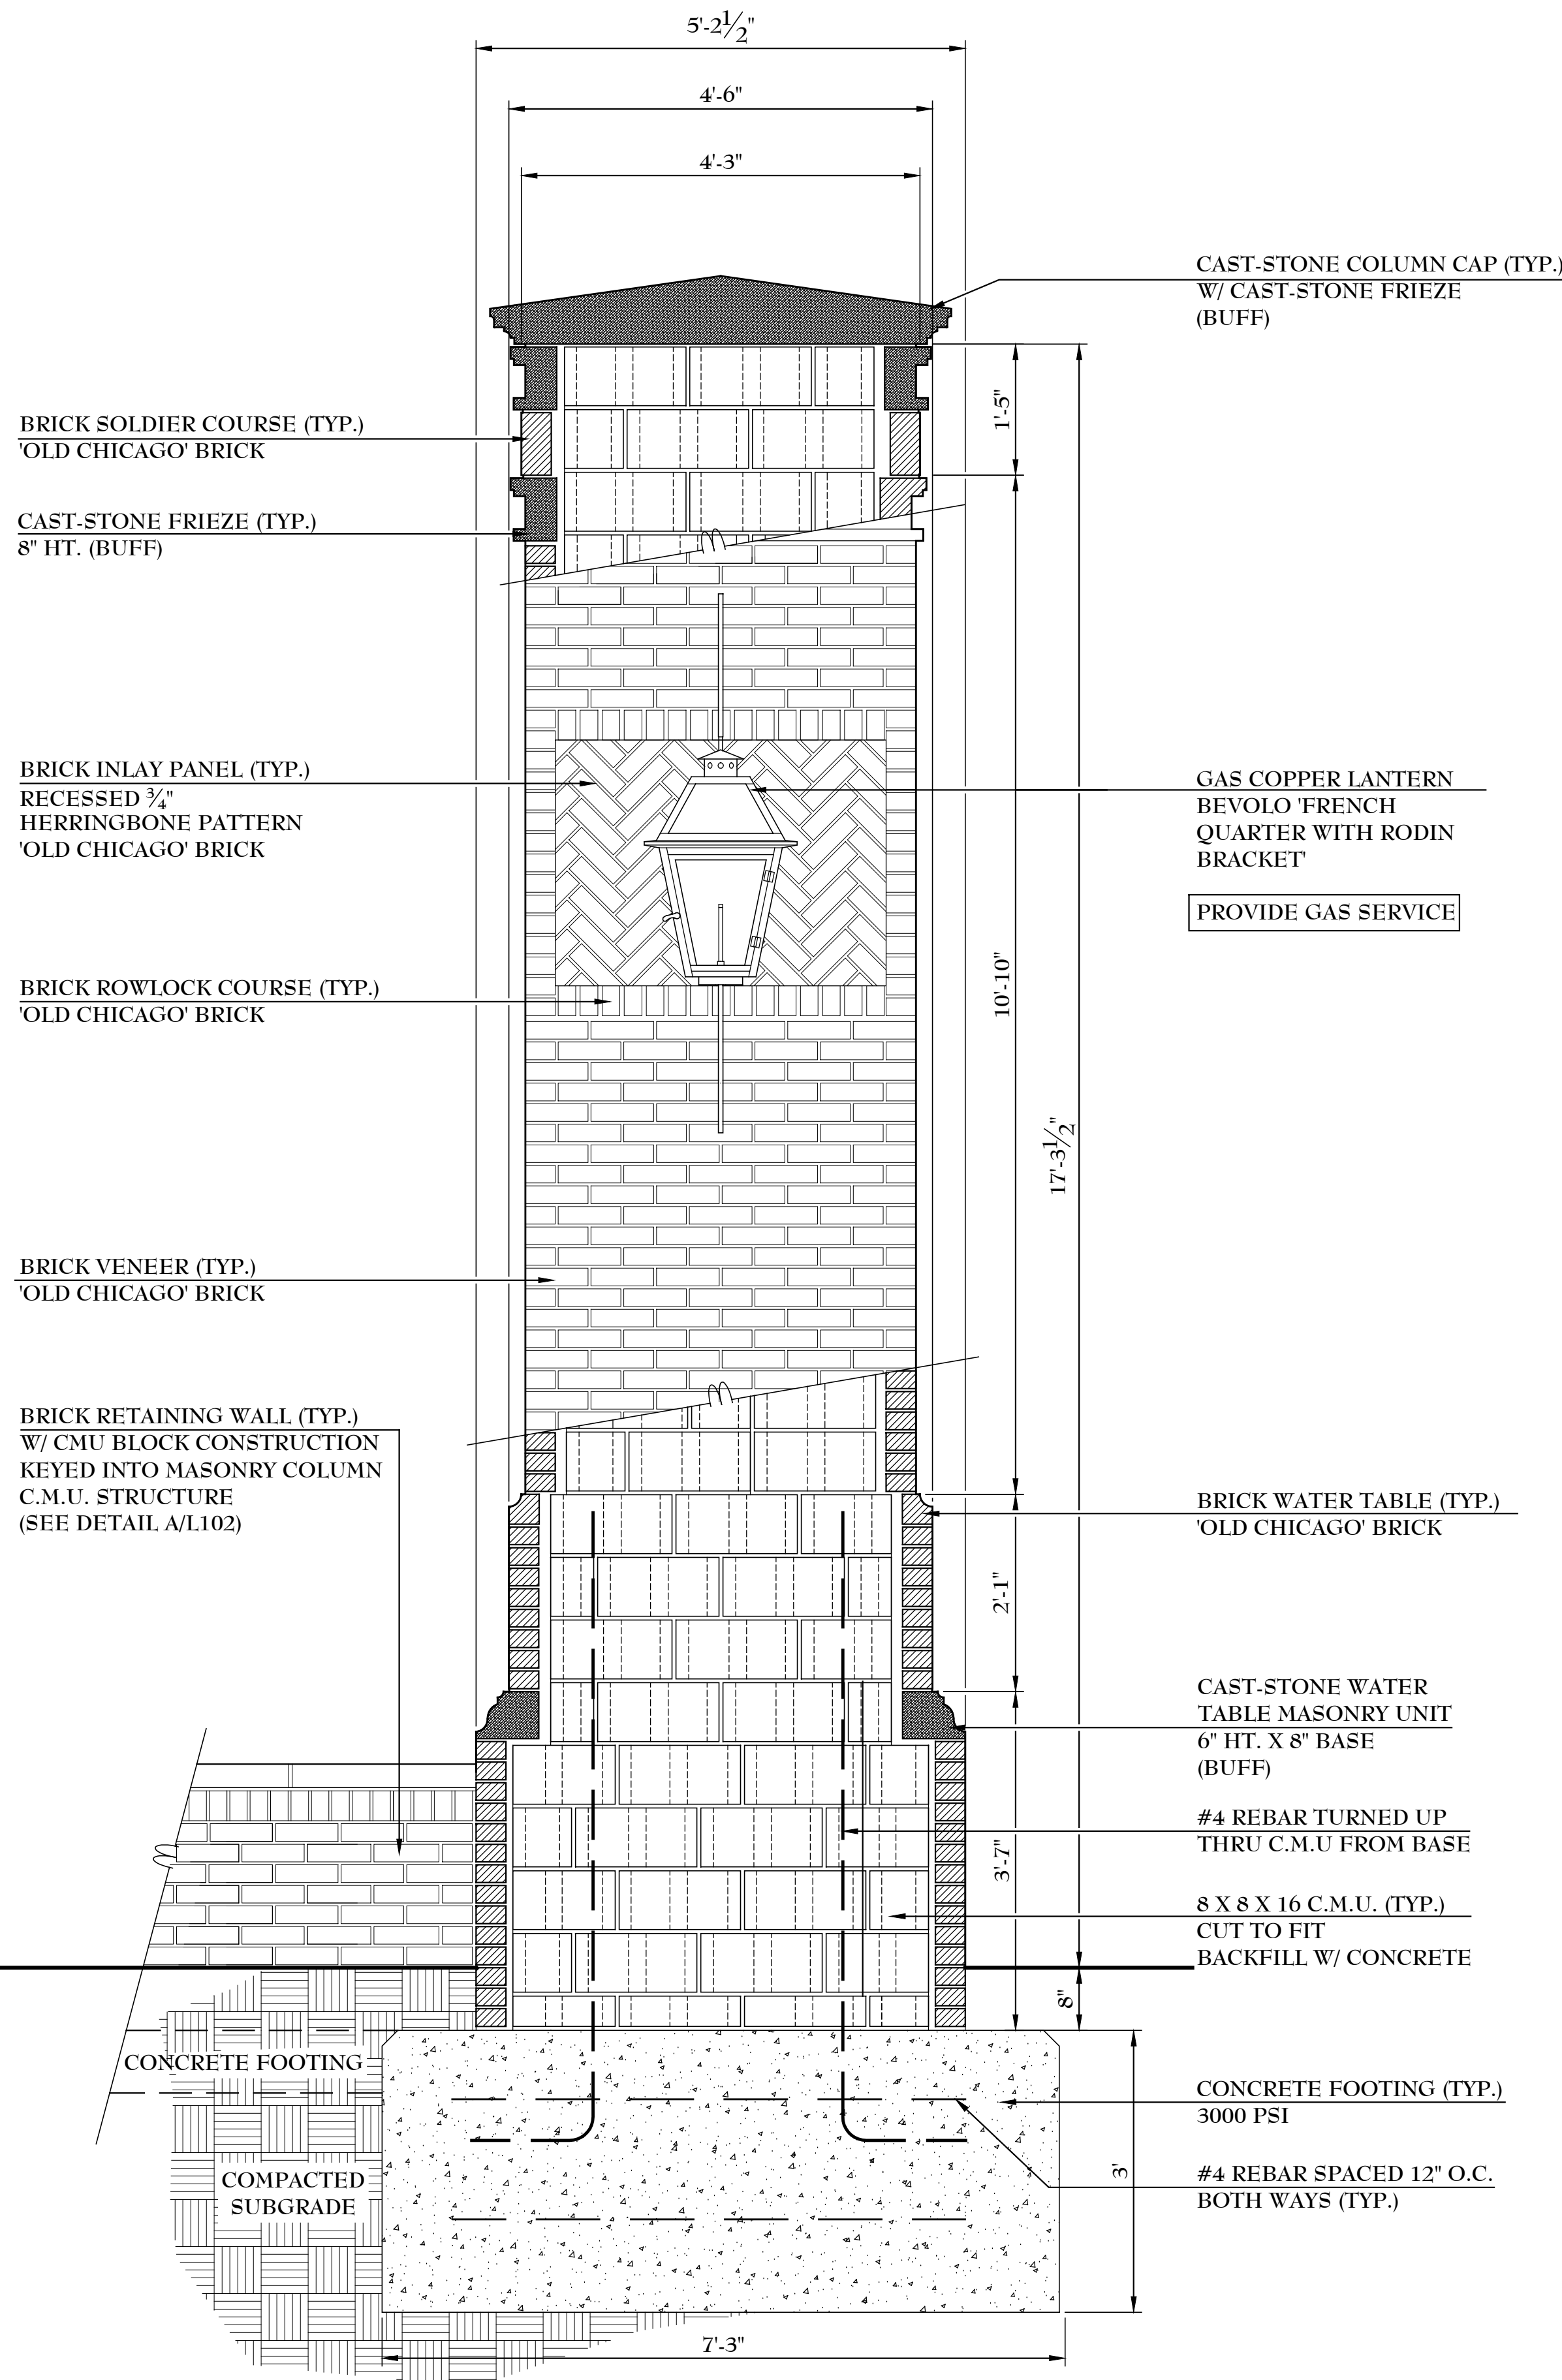 5'-2½"
4'-6"
4'-3"
CAST-STONE COLUMN CAP (TYP.)
W/ CAST-STONE FRIEZE
(BUFF)
1'-5"
BRICK SOLDIER COURSE (TYP.)
'OLD CHICAGO' BRICK
CAST-STONE FRIEZE (TYP.)
8" HT. (BUFF)
BRICK INLAY PANEL (TYP.)
RECESSED ¾"
HERRINGBONE PATTERN
'OLD CHICAGO' BRICK
GAS COPPER LANTERN
BEVOLO 'FRENCH
QUARTER WITH RODIN
BRACKET'
PROVIDE GAS SERVICE
BRICK ROWLOCK COURSE (TYP.)
'OLD CHICAGO' BRICK
10'-10"
17'-3½"
BRICK VENEER (TYP.)
'OLD CHICAGO' BRICK
BRICK RETAINING WALL (TYP.)
W/ CMU BLOCK CONSTRUCTION
KEYED INTO MASONRY COLUMN
C.M.U. STRUCTURE
(SEE DETAIL A/L102)
BRICK WATER TABLE (TYP.)
'OLD CHICAGO' BRICK
2'-1"
CAST-STONE WATER
TABLE MASONRY UNIT
6" HT. X 8" BASE
(BUFF)
#4 REBAR TURNED UP
THRU C.M.U FROM BASE
3'-7"
8 X 8 X 16 C.M.U. (TYP.)
CUT TO FIT
BACKFILL W/ CONCRETE
8"
CONCRETE FOOTING
CONCRETE FOOTING (TYP.)
3000 PSI
COMPACTED
SUBGRADE
3'
#4 REBAR SPACED 12" O.C.
BOTH WAYS (TYP.)
7'-3"